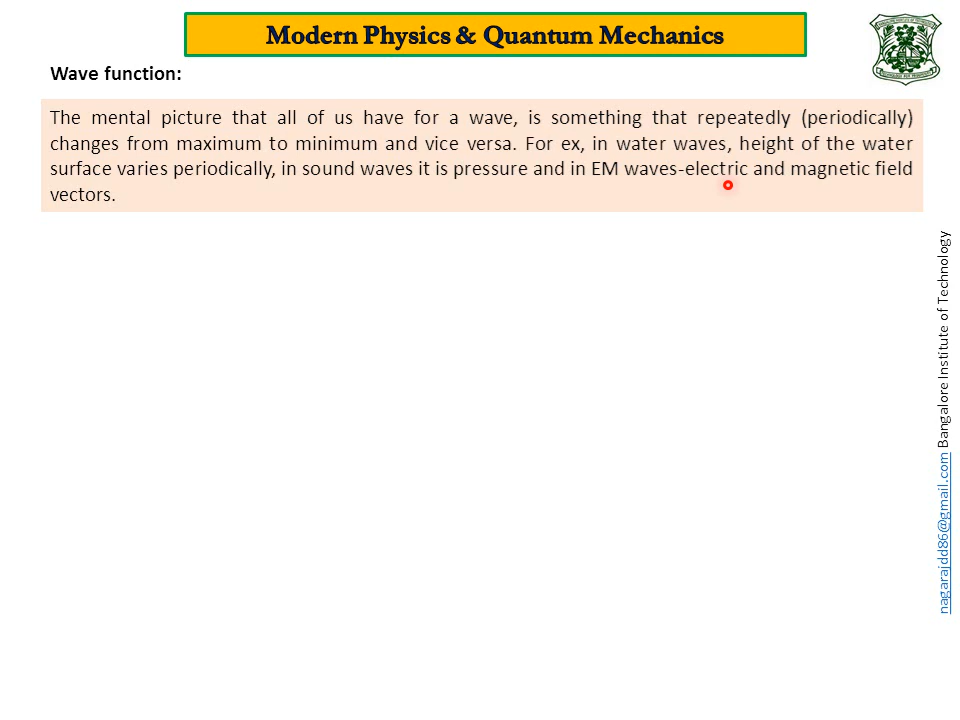 Modern Physics & Quantum Mechanics
Wave function:
The mental picture that all of us have for a wave, is something that repeatedly (periodically)
changes from maximum to minimum and vice versa. For ex, in water waves, height of the water
surface varies periodically, in sound waves it is pressure and in EM waves-electric and magnetic field
vectors.
nagarajdd86@gmail.com Bangalore Institute of Technology